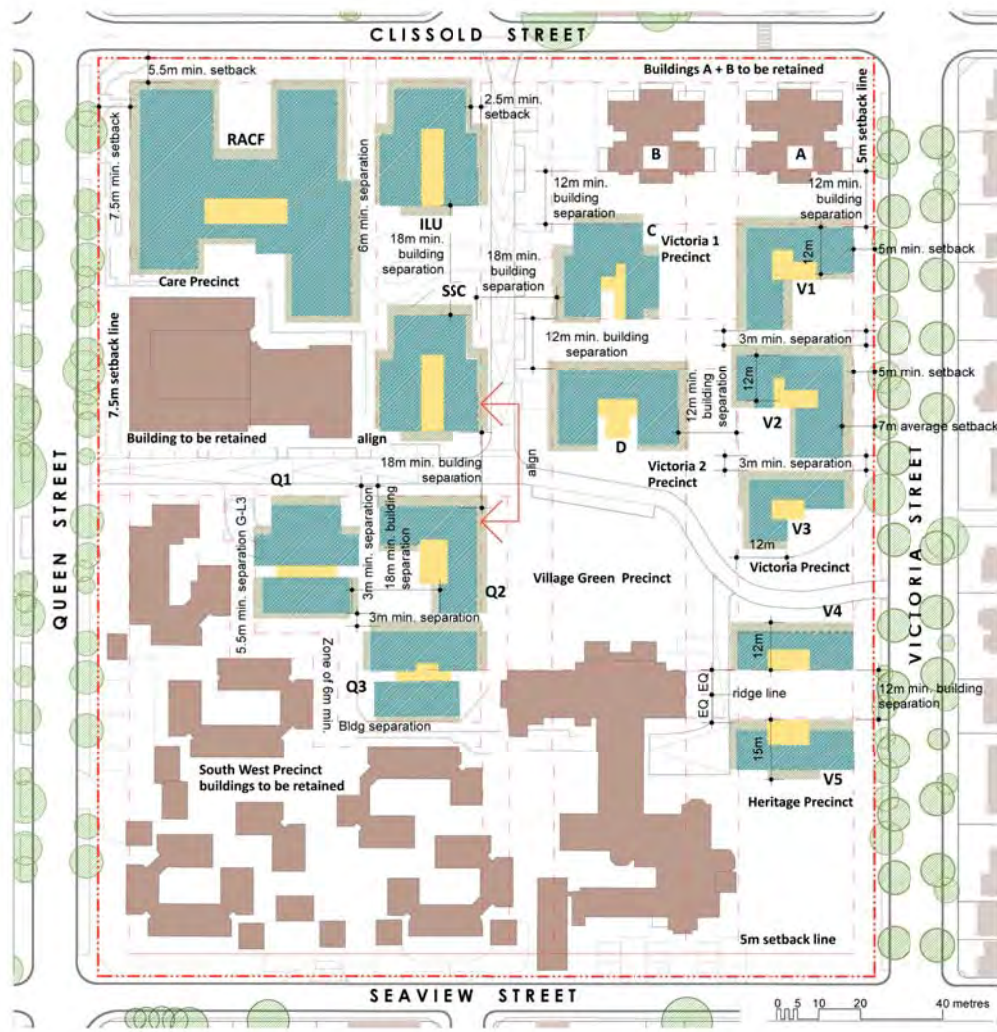 CLISSOLD STREET
5.5m min. setback
Buildings A + B to be retained
RACF
2.5m min.
setback
5m setback line
7.5m min. setback
6m min. separation
B
A
12m min.
building
separation
12m min.
building
separation
ILU
C
Victoria 1
Precinct
18m min.
building
separation
18m min.
building
separation
12m
5m min. setback
V1
Care Precinct
SSC
12m min. building
separation
3m min. separation
7.5m setback line
12m min.
building
separation
12m
5m min. setback
V2
7m average setback
Building to be retained
align
D
18m min. building
separation
align
Victoria 2
Precinct
3m min. separation
Q1
QUEEN STREET
VICTORIA STREET
5.5m min. separation G-L3
3m min. separation
18m min. building
separation
V3
12m
Victoria Precinct
Village Green Precinct
Q2
3m min. separation
V4
12m
Zone of 6m min.
Q3
Bldg separation
EQ EQ
ridge line
12m min. building
separation
15m
V5
South West Precinct
buildings to be retained
Heritage Precinct
5m setback line
SEAVIEW STREET
0 5 10 20 40 metres